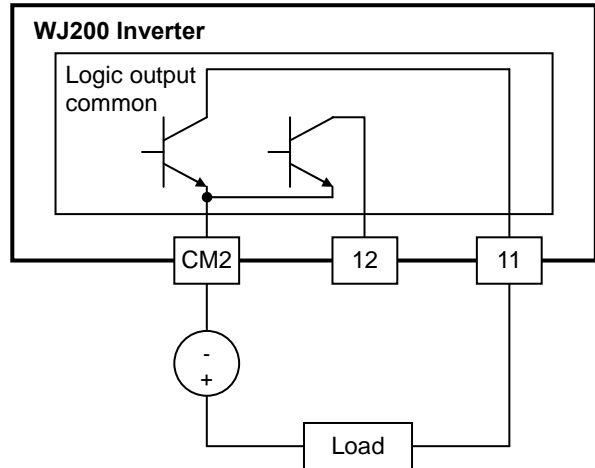 WJ200 Inverter
Logic output
common
CM2
12
11
-
+
Load